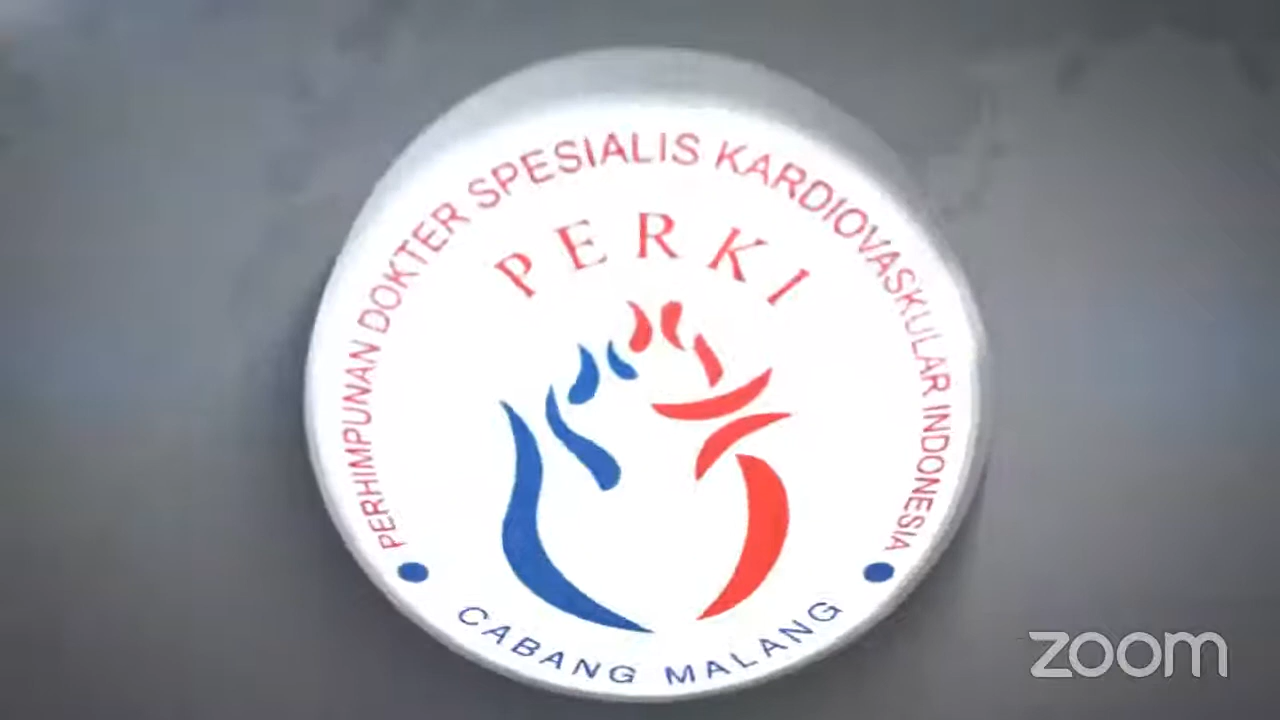 PERHIMPUNAN DOKTER SPESIALIS KARDIOVASKULAR INDONESIA
PERKI
CABANG MALANG
zoom